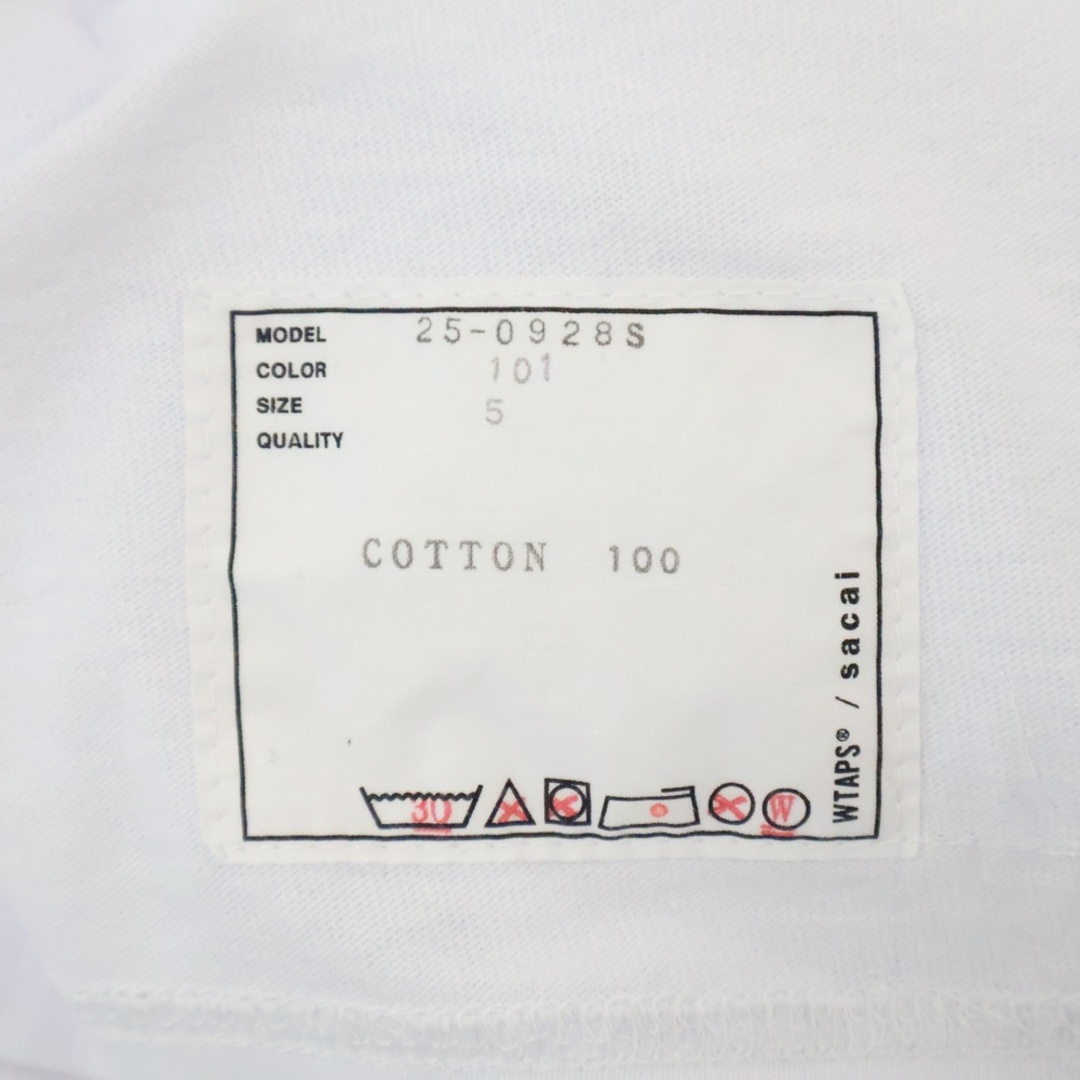 MODEL 25-0928S
COLOR 101
SIZE 5
QUALITY
COTTON 100
30
W
WTAPS® / sacai